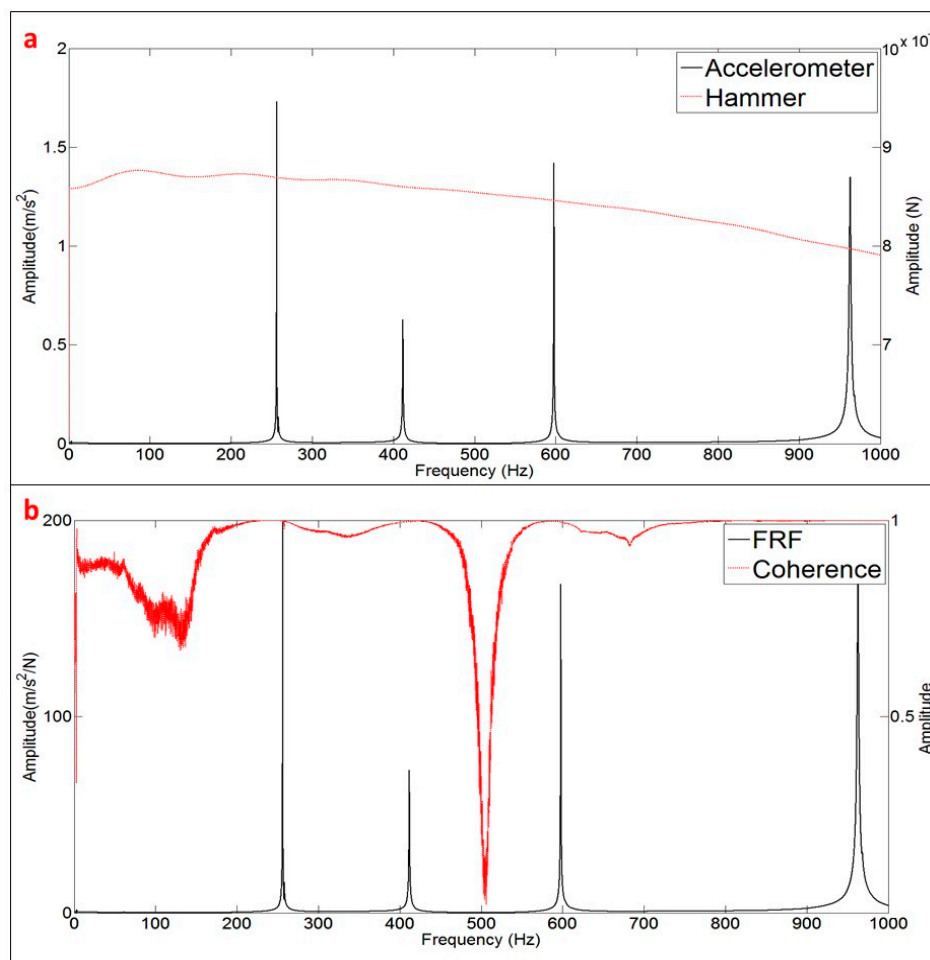 a
2
1.5
1
0.5
0
Amplitude(m/s²)
10
9
8
7
Amplitude (N)
Accelerometer
Hammer
0 100 200 300 400 500 600 700 800 900 1000
Frequency (Hz)
b
200
100
0
Amplitude(m/s²/N)
1
0.5
Amplitude
FRF
Coherence
0 100 200 300 400 500 600 700 800 900 1000
Frequency (Hz)